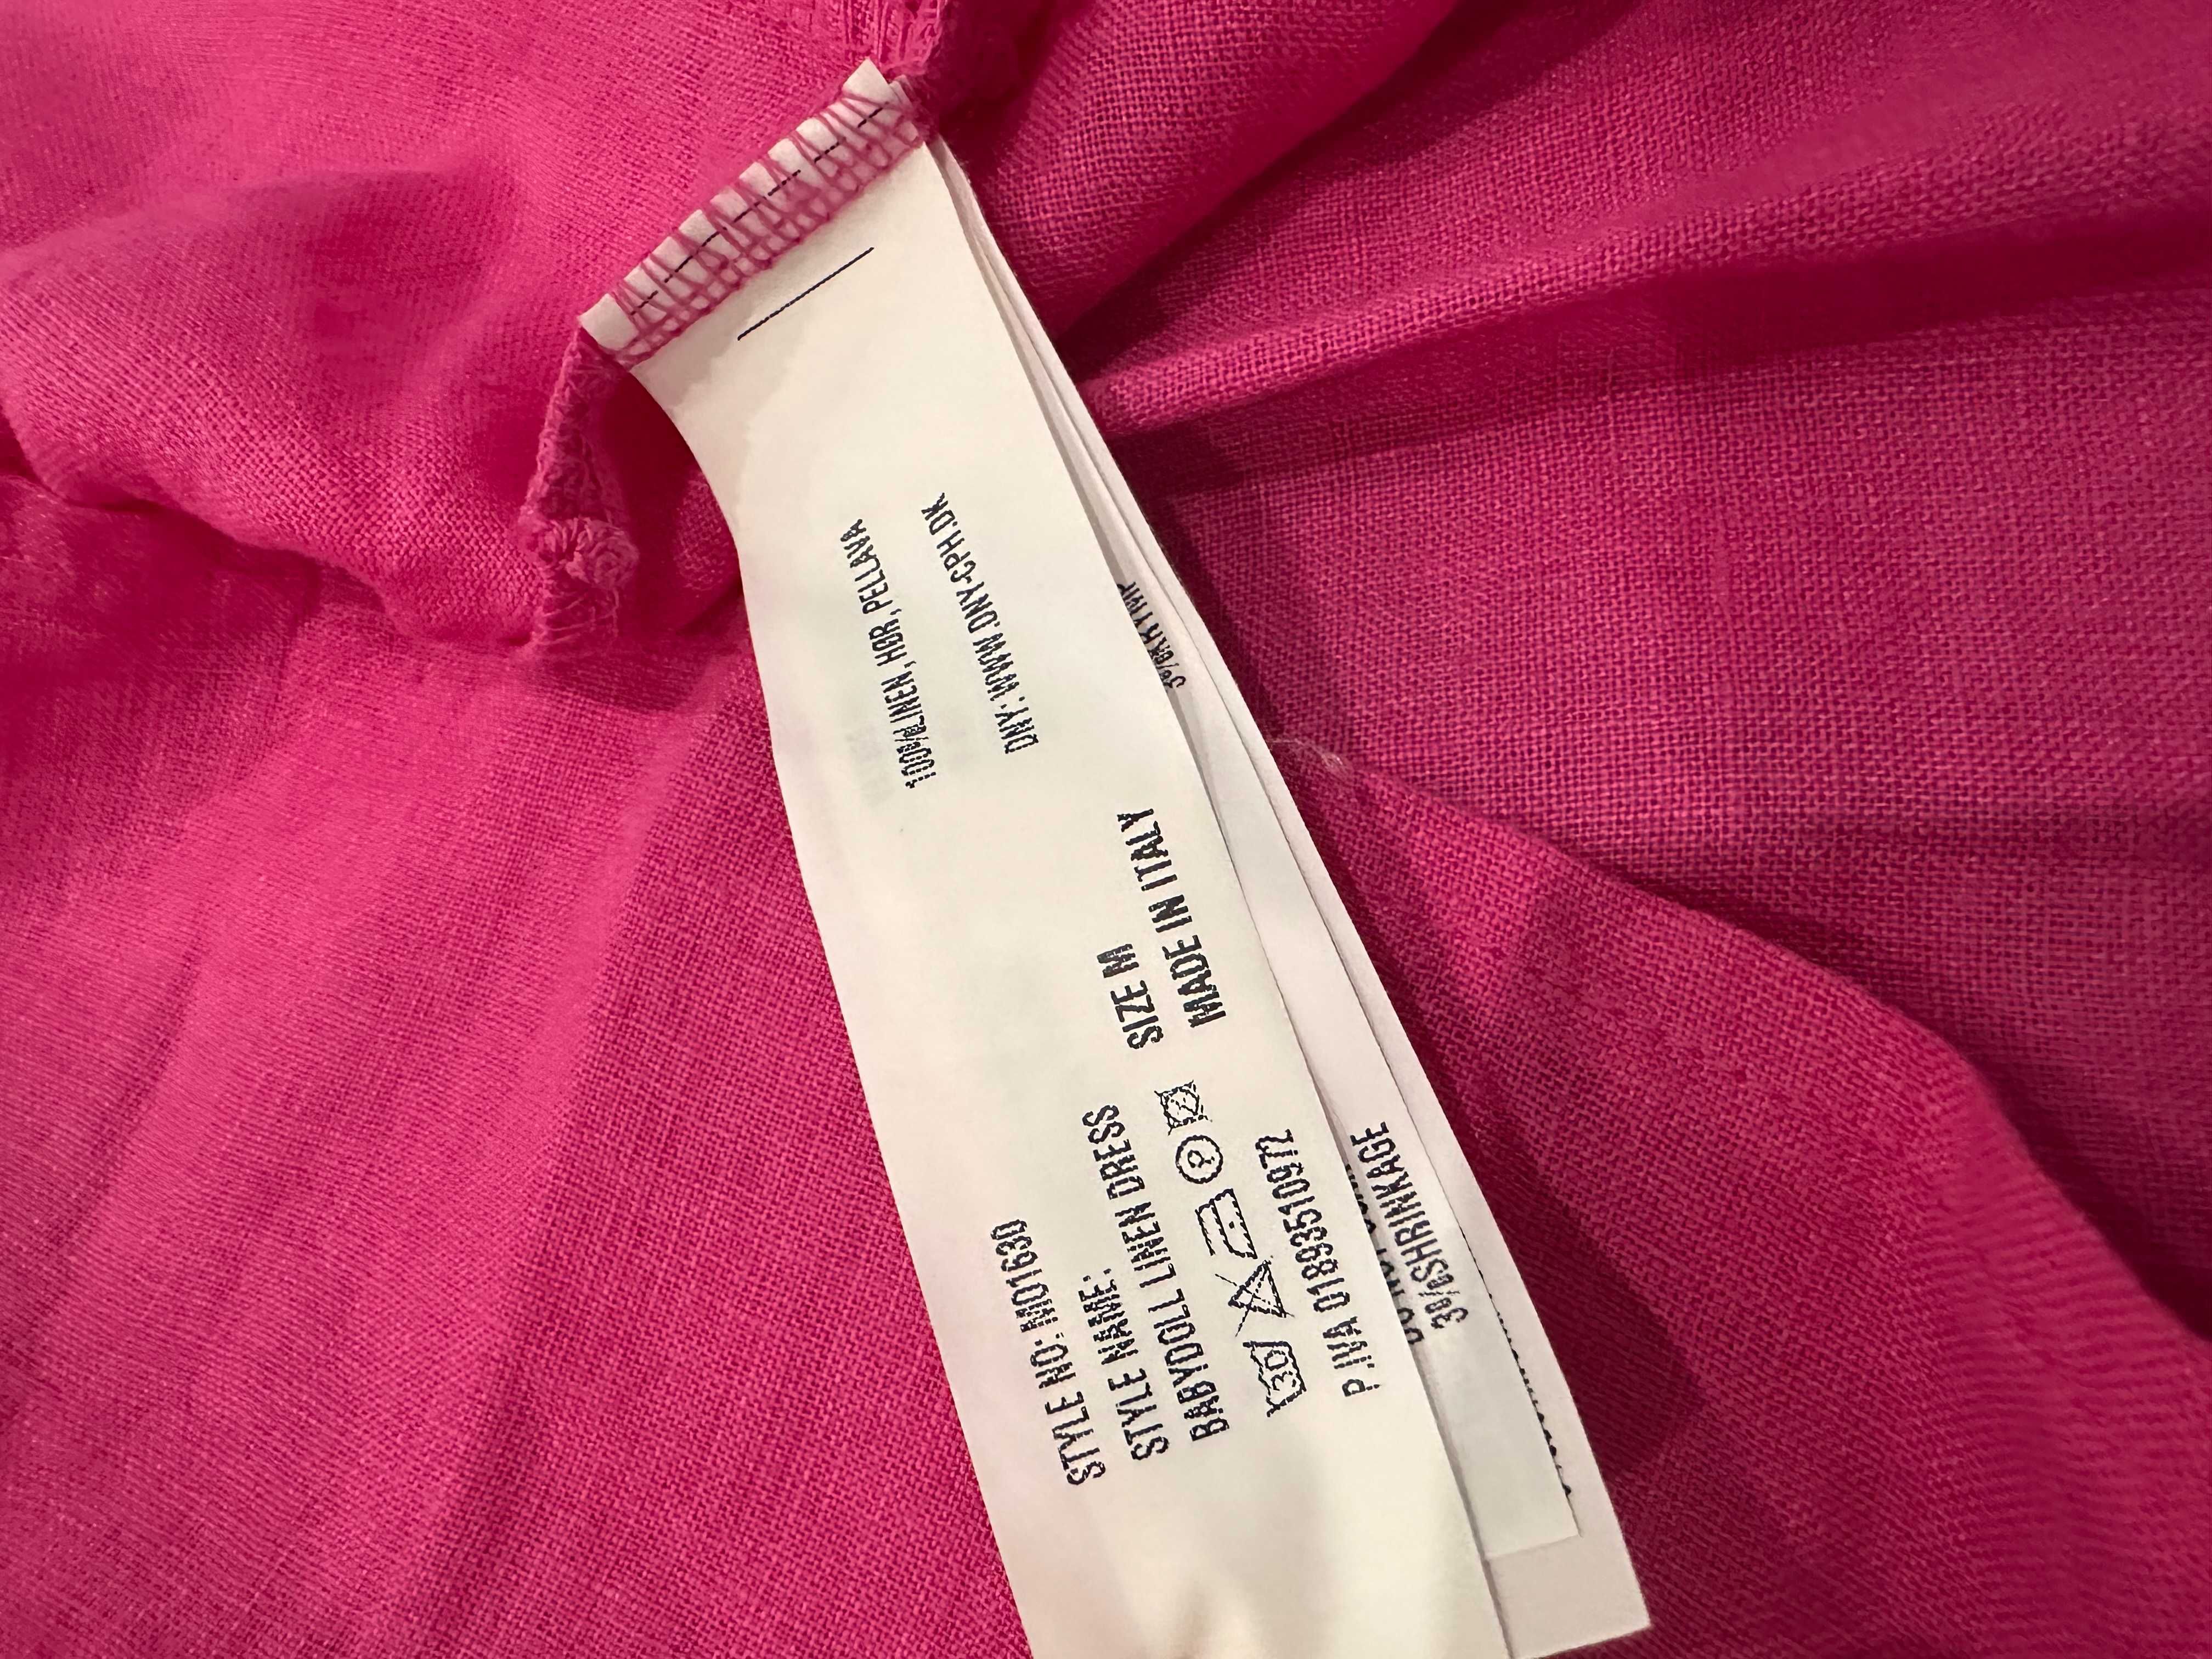 100%LINEN, HØR, PELLAVA
DNY: WWW.DNY-CPH.DK
SIZE M
MADE IN ITALY
STYLE NO: MO1630
STYLE NAME:
BABYDOLL LINEN DRESS
30 P
P.IVA 01893510972
3%SHRINKAGE